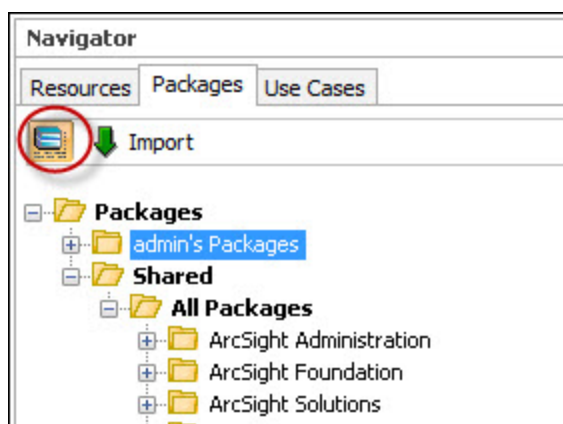 Navigator
Resources Packages Use Cases
Import
Packages
admin's Packages
Shared
All Packages
ArcSight Administration
ArcSight Foundation
ArcSight Solutions